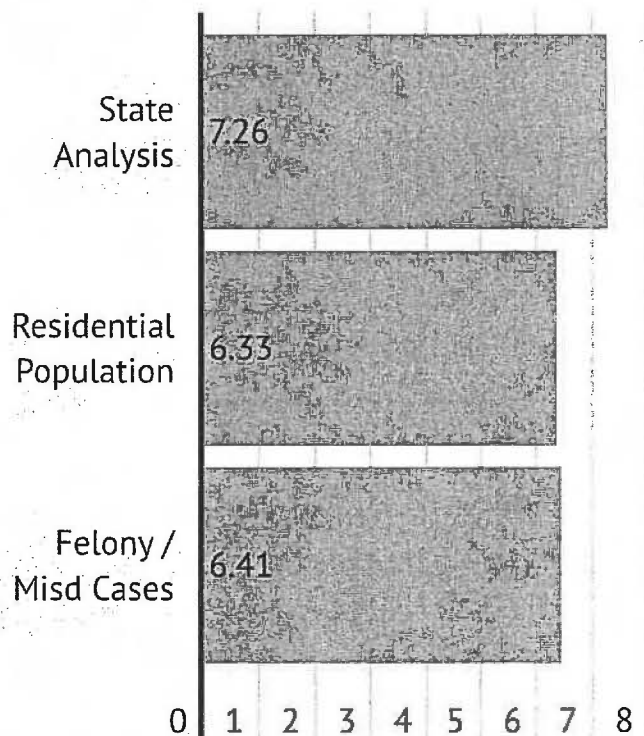 State
Analysis
7.26
Residential
Population
6.33
Felony /
Misd Cases
6.41
0 1 2 3 4 5 6 7 8